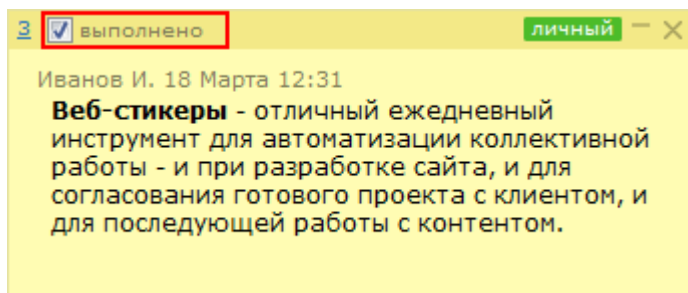 3 выполнено личный
Иванов И. 18 Марта 12:31
Веб-стикеры - отличный ежедневный
инструмент для автоматизации коллективной
работы - и при разработке сайта, и для
согласования готового проекта с клиентом, и
для последующей работы с контентом.